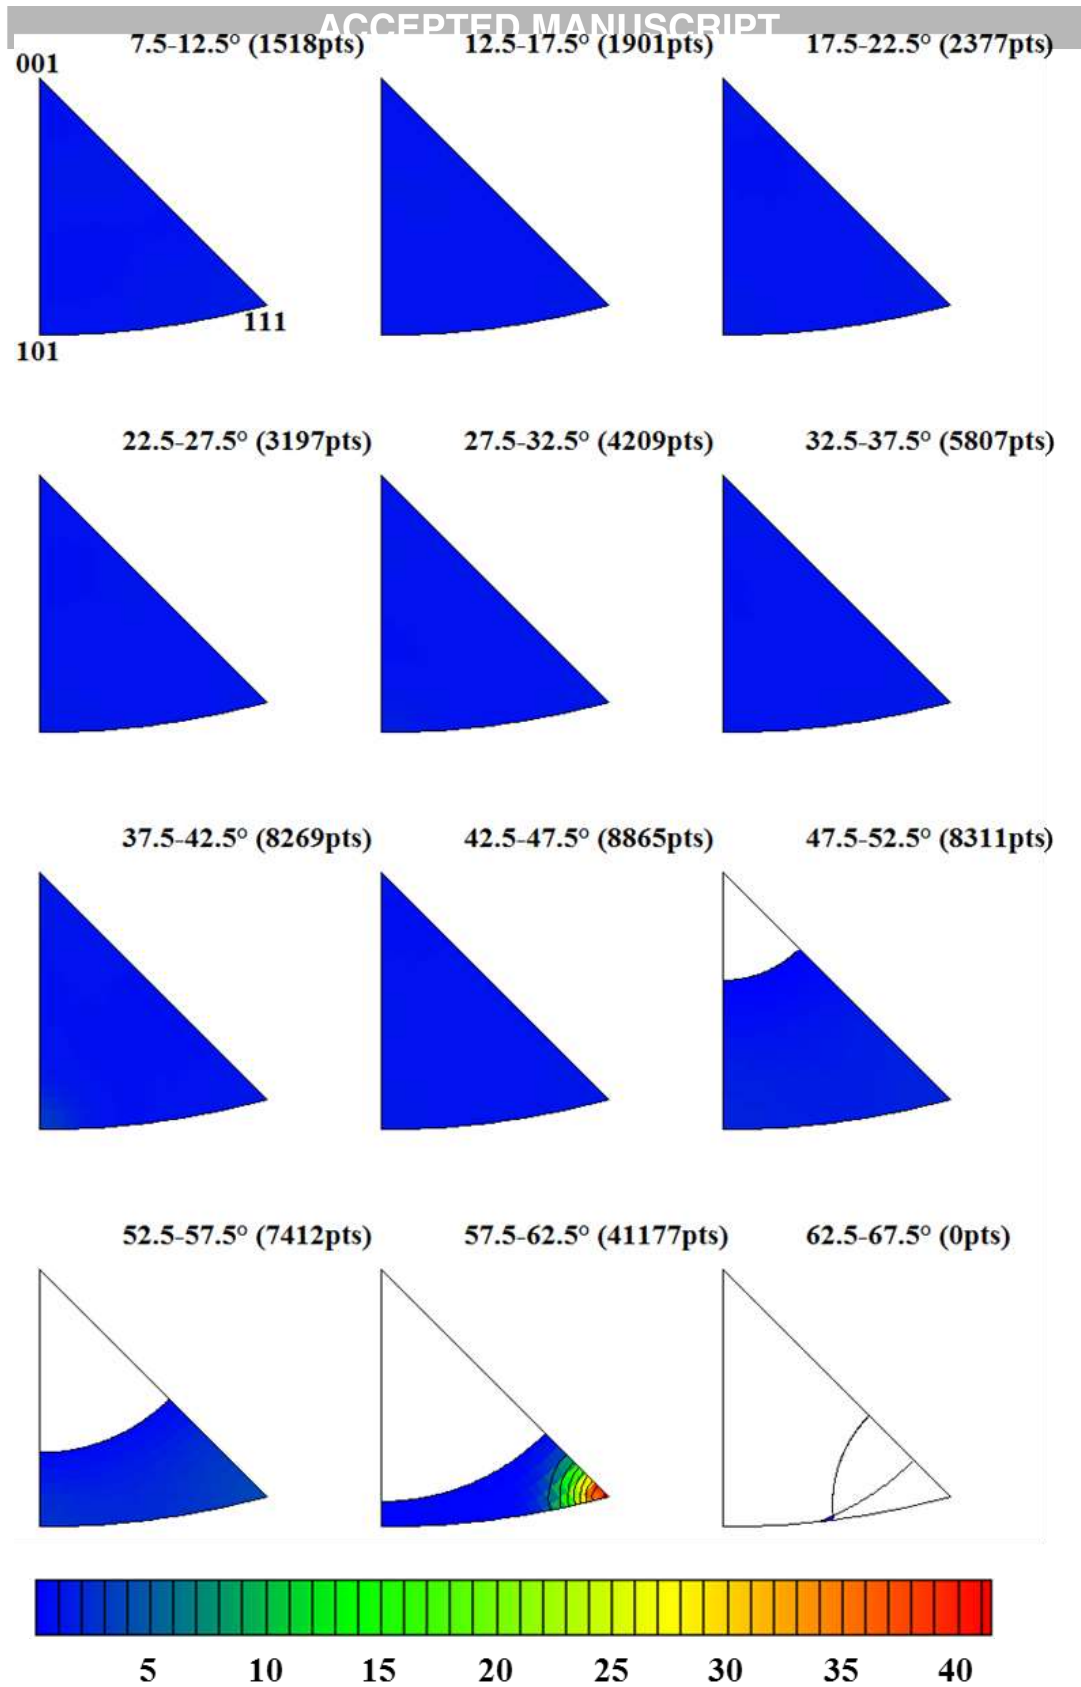 ACCEPTED MANUSCRIPT
7.5-12.5° (1518pts) 12.5-17.5° (1901pts) 17.5-22.5° (2377pts)
001
111
101
22.5-27.5° (3197pts) 27.5-32.5° (4209pts) 32.5-37.5° (5807pts)
37.5-42.5° (8269pts) 42.5-47.5° (8865pts) 47.5-52.5° (8311pts)
52.5-57.5° (7412pts) 57.5-62.5° (41177pts) 62.5-67.5° (0pts)
5 10 15 20 25 30 35 40